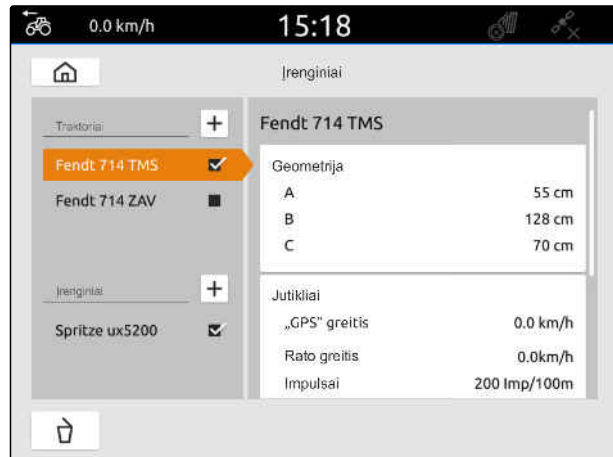 0.0 km/h
15:18
Įrenginiai
Traktoriai
Fendt 714 TMS
Fendt 714 ZAV
Įrenginiai
Spritze ux5200
Fendt 714 TMS
Geometrija
A 55 cm
B 128 cm
C 70 cm
Jutikliai
„GPS” greitis 0.0 km/h
Rato greitis 0.0km/h
Impulsai 200 Imp/100m